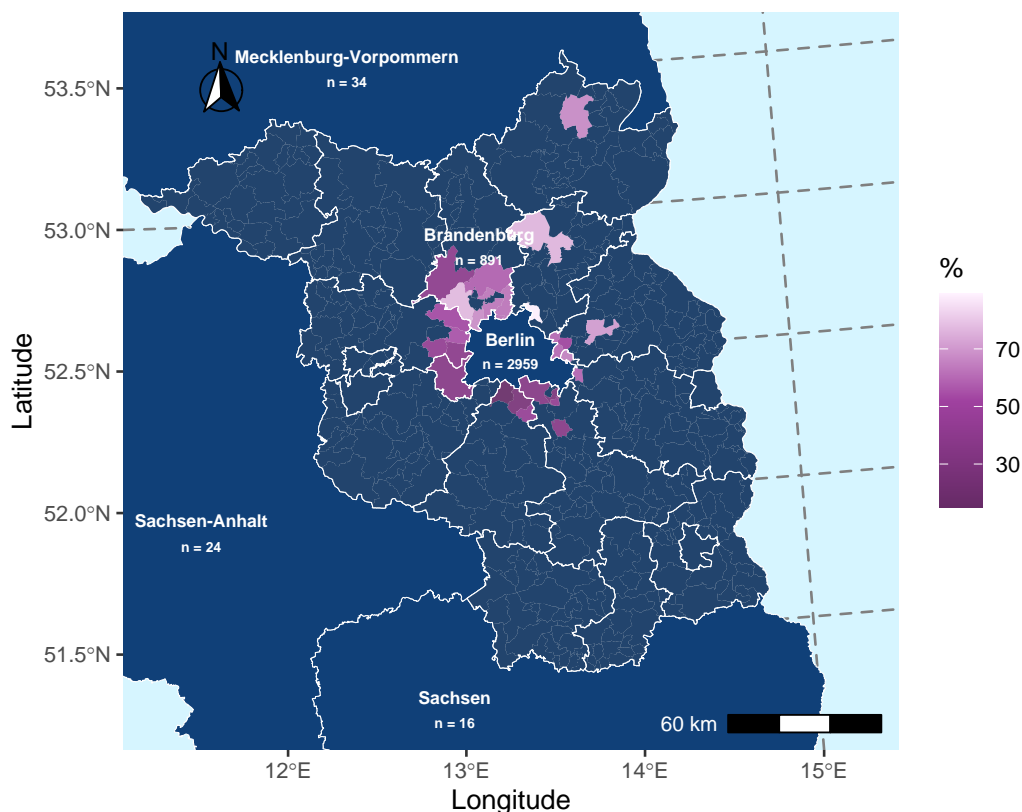 N
Mecklenburg-Vorpommern
n = 34
Brandenburg
n = 891
Berlin
n = 2959
Sachsen-Anhalt
n = 24
Sachsen
n = 16
60 km
53.5°N
53.0°N
52.5°N
52.0°N
51.5°N
Latitude
12°E
13°E
14°E
15°E
Longitude
%
70
50
30